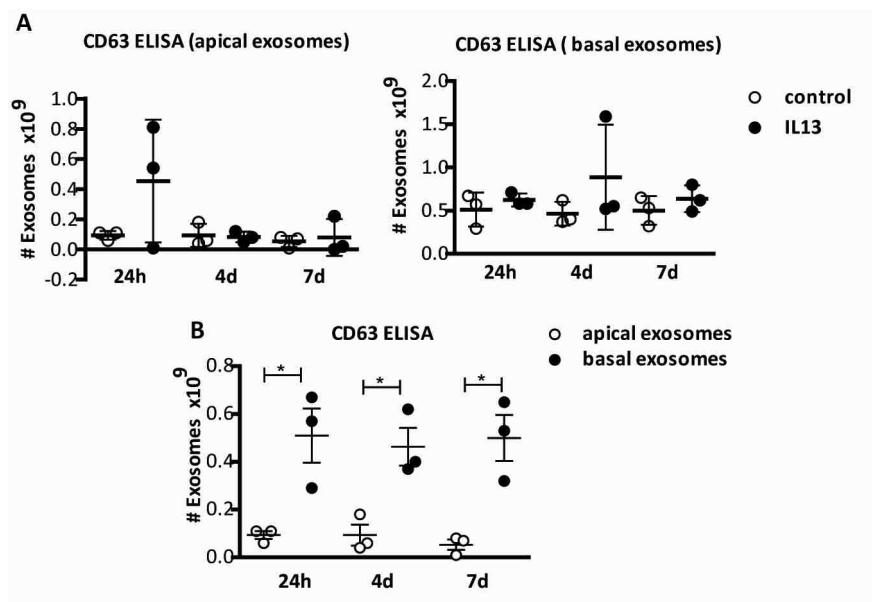 A
CD63 ELISA (apical exosomes)
# Exosomes x10^9
1.0
0.8
0.6
0.4
0.2
0.0
-0.2
24h 4d 7d
CD63 ELISA ( basal exosomes)
# Exosomes x10^9
2.0
1.5
1.0
0.5
0.0
24h 4d 7d
control
IL13
B
CD63 ELISA
# Exosomes x10^9
0.8
0.6
0.4
0.2
0.0
* * *
24h 4d 7d
apical exosomes
basal exosomes